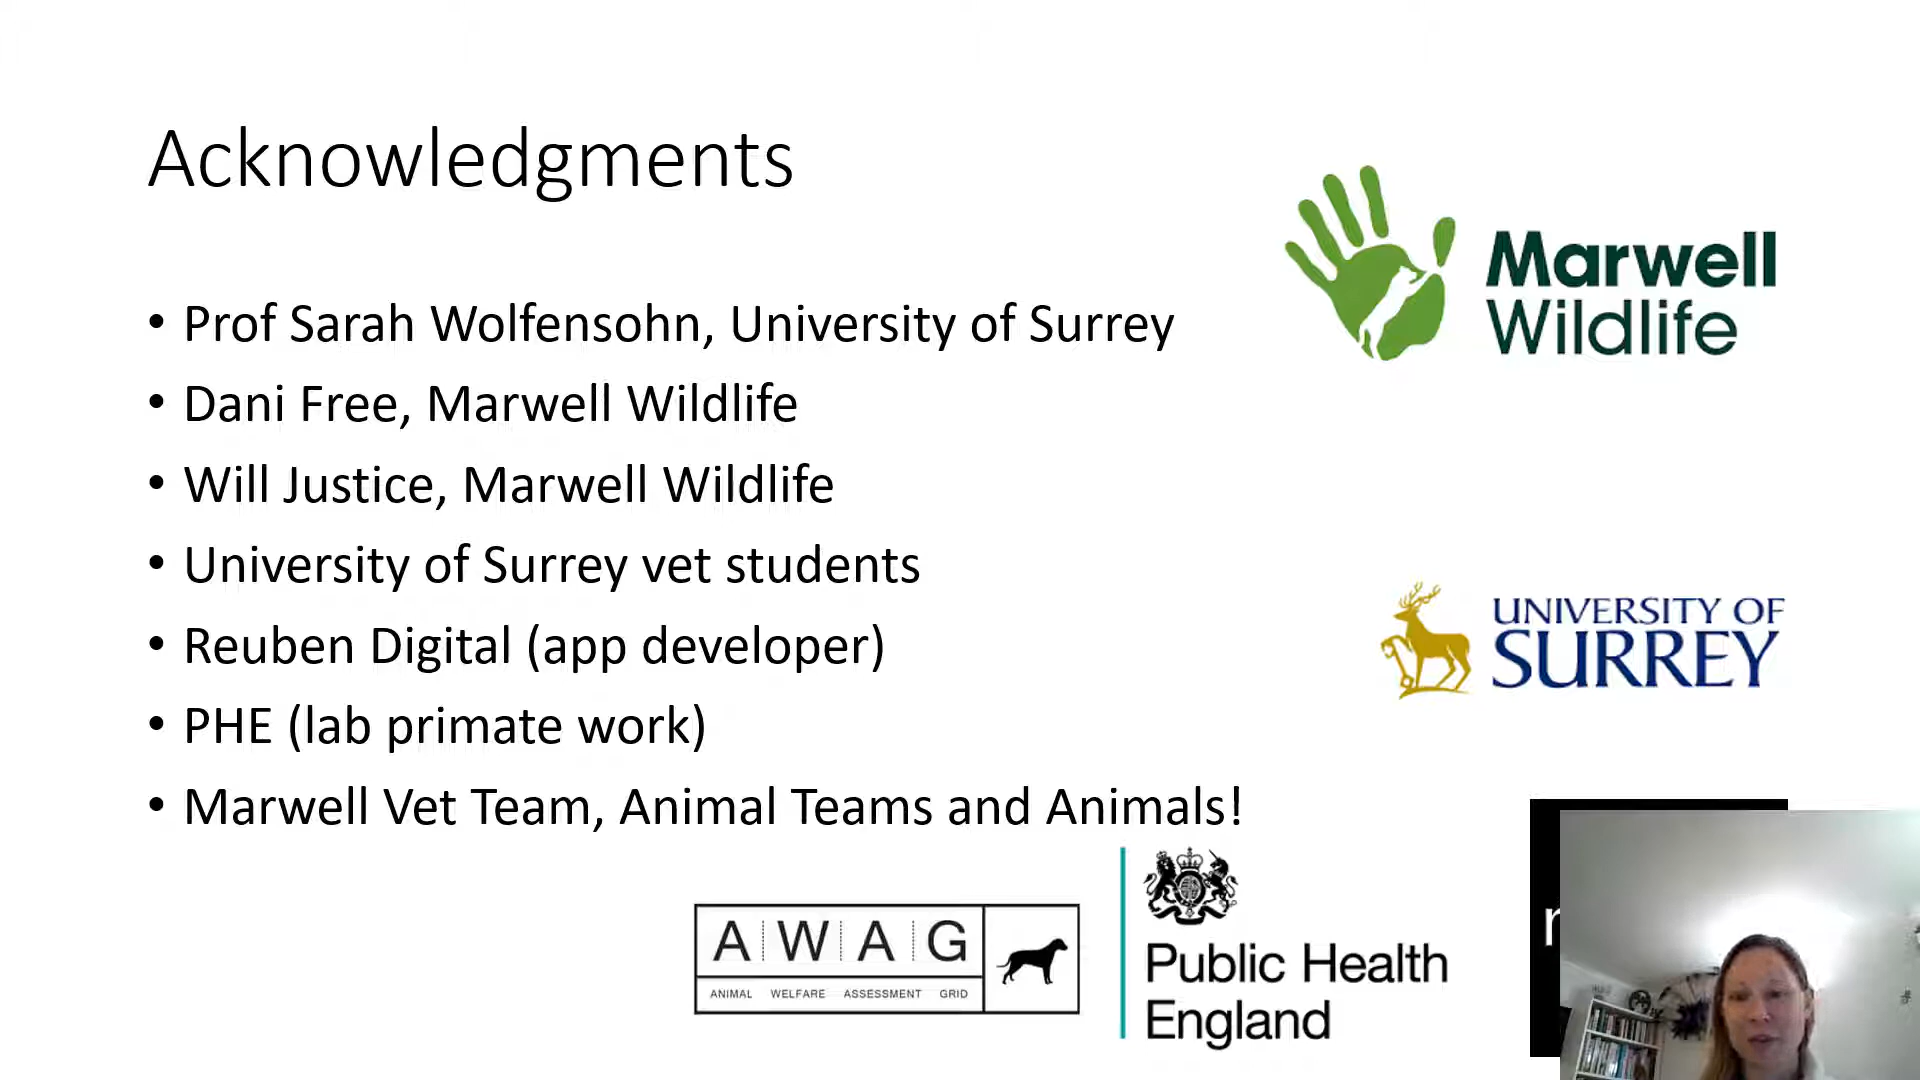 Acknowledgments
• Prof Sarah Wolfensohn, University of Surrey
• Dani Free, Marwell Wildlife
• Will Justice, Marwell Wildlife
• University of Surrey vet students
• Reuben Digital (app developer)
• PHE (lab primate work)
• Marwell Vet Team, Animal Teams and Animals!
Marwell
Wildlife
UNIVERSITY OF
SURREY
AWAG
ANIMAL WELFARE ASSESSMENT GRID
Public Health
England